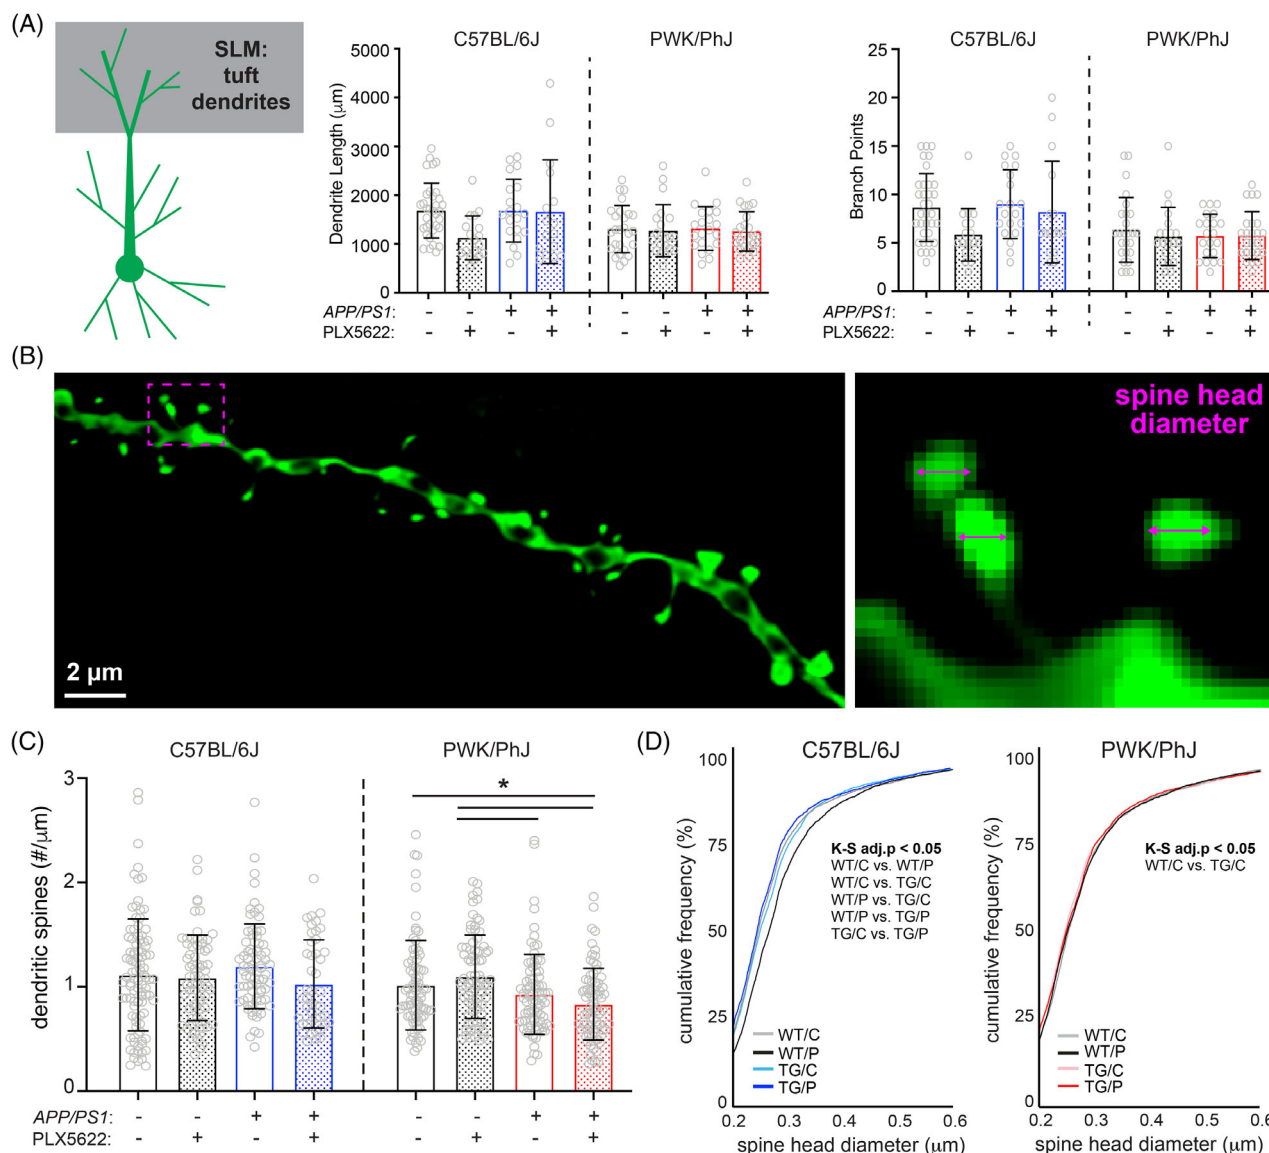 (A)
SLM:
tuft
dendrites
C57BL/6J PWK/PhJ
Dendrite Length (µm)
5000
4000
3000
2000
1000
0
APP/PS1: - - + + - - + +
PLX5622: - + - + - + - +
C57BL/6J PWK/PhJ
Branch Points
25
20
15
10
5
0
APP/PS1: - - + + - - + +
PLX5622: - + - + - + - +
(B)
2 µm
spine head
diameter
(C)
C57BL/6J PWK/PhJ
*
dendritic spines (#/µm)
3
2
1
0
APP/PS1: - - + + - - + +
PLX5622: - + - + - + - +
(D)
C57BL/6J
cumulative frequency (%)
100
75
50
25
0
K-S adj.p < 0.05
WT/C vs. WT/P
WT/C vs. TG/C
WT/P vs. TG/C
WT/P vs. TG/P
TG/C vs. TG/P
WT/C
WT/P
TG/C
TG/P
0.2 0.3 0.4 0.5 0.6
spine head diameter (µm)
PWK/PhJ
cumulative frequency (%)
100
75
50
25
0
K-S adj.p < 0.05
WT/C vs. TG/C
WT/C
WT/P
TG/C
TG/P
0.2 0.3 0.4 0.5 0.6
spine head diameter (µm)